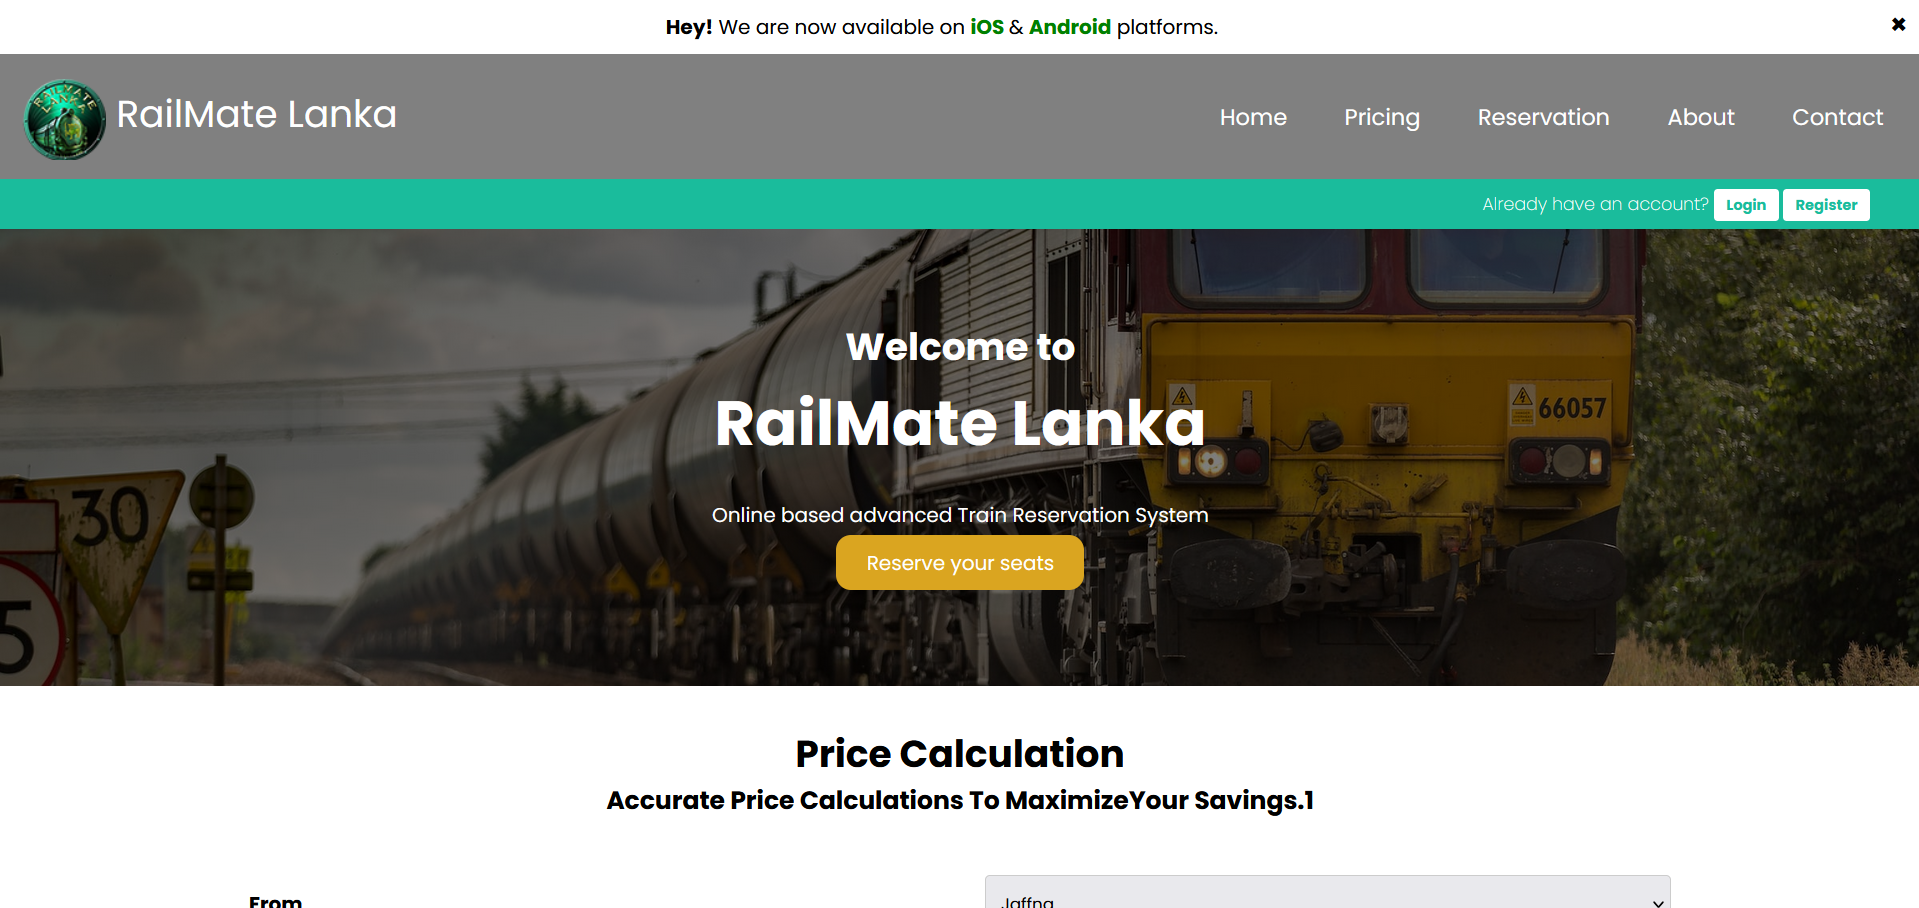 Hey! We are now available on iOS & Android platforms.
✖
RAILMATE
LANKA
RailMate Lanka
Home Pricing Reservation About Contact
Already have an account? Login Register
Welcome to
RailMate Lanka
66057
30
5
Online based advanced Train Reservation System
Reserve your seats
Price Calculation
Accurate Price Calculations To MaximizeYour Savings.1
From
Jaffna